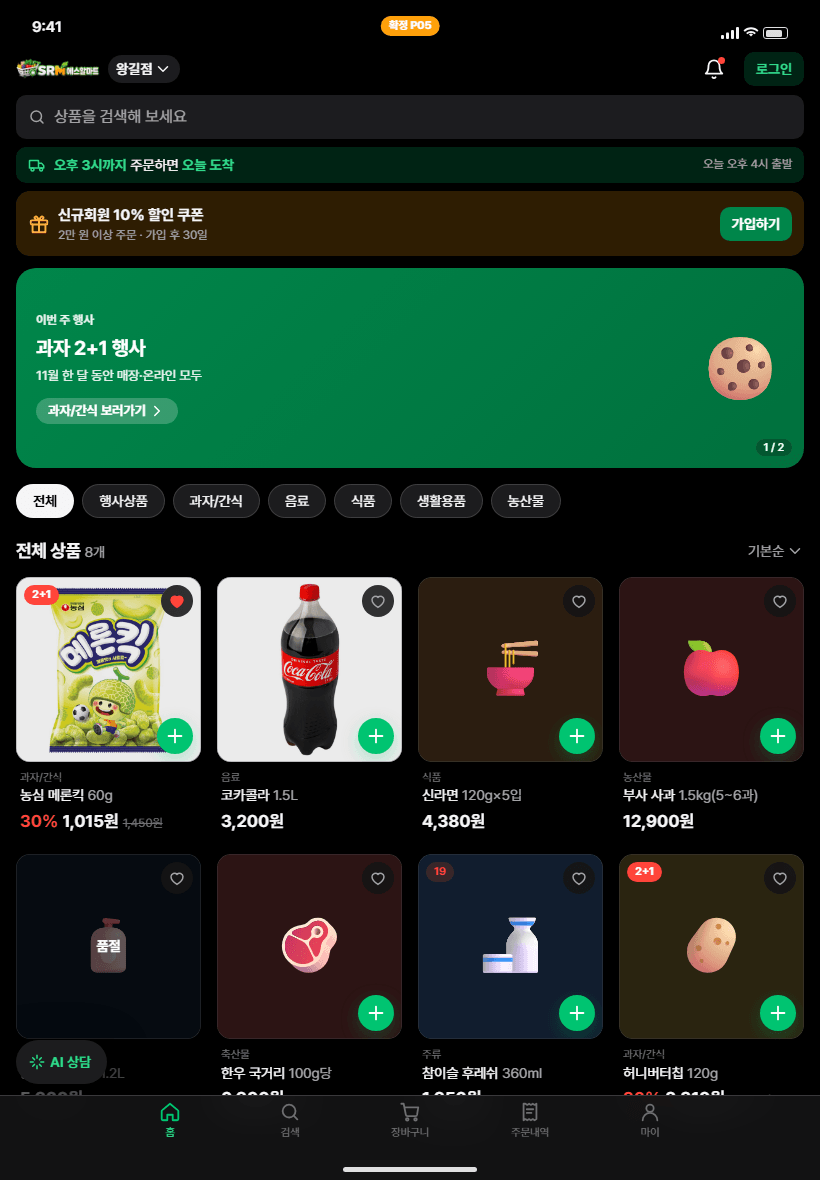 9:41
확정 P05
SRM 에스알마트
왕길점
로그인
상품을 검색해 보세요
오후 3시까지 주문하면 오늘 도착
오늘 오후 4시 출발
신규회원 10% 할인 쿠폰
2만 원 이상 주문 · 가입 후 30일
가입하기
이번 주 행사
과자 2+1 행사
11월 한 달 동안 매장·온라인 모두
과자/간식 보러가기
1 / 2
전체
행사상품
과자/간식
음료
식품
생활용품
농산물
전체 상품 8개
기본순
2+1
농심
메론킥
Coca-Cola
과자/간식
농심 메론킥 60g
30% 1,015원 1,450원
음료
코카콜라 1.5L
3,200원
식품
신라면 120g×5입
4,380원
농산물
부사 사과 1.5kg(5~6과)
12,900원
품절
19
2+1
1.2L
축산물
한우 국거리 100g당
주류
참이슬 후레쉬 360ml
과자/간식
허니버터칩 120g
AI 상담
홈
검색
장바구니
주문내역
마이